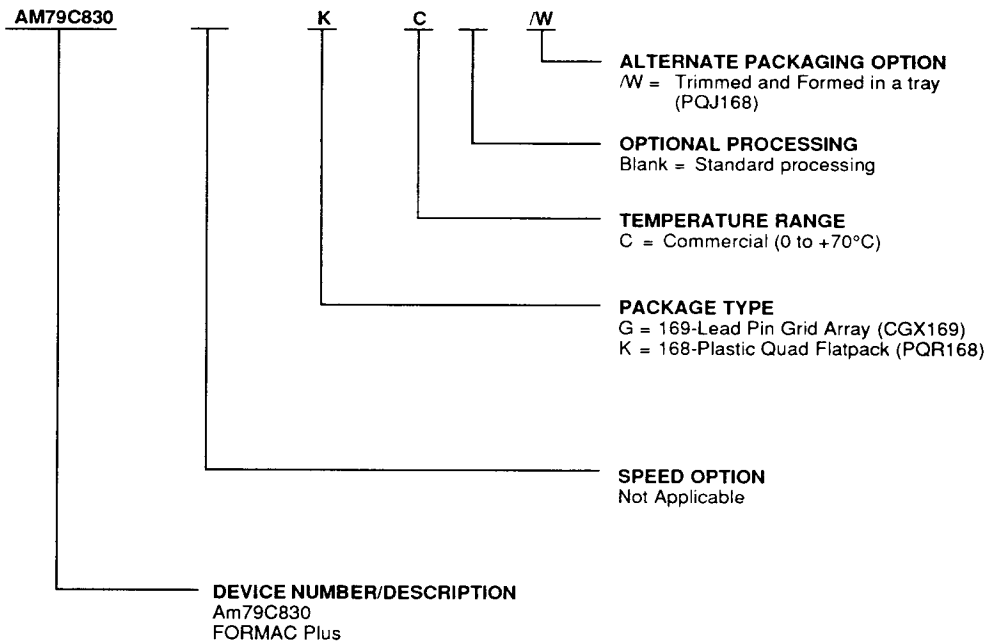 AM79C830 K C /W
ALTERNATE PACKAGING OPTION
/W = Trimmed and Formed in a tray
(PQJ168)
OPTIONAL PROCESSING
Blank = Standard processing
TEMPERATURE RANGE
C = Commercial (0 to +70°C)
PACKAGE TYPE
G = 169-Lead Pin Grid Array (CGX169)
K = 168-Plastic Quad Flatpack (PQR168)
SPEED OPTION
Not Applicable
DEVICE NUMBER/DESCRIPTION
Am79C830
FORMAC Plus